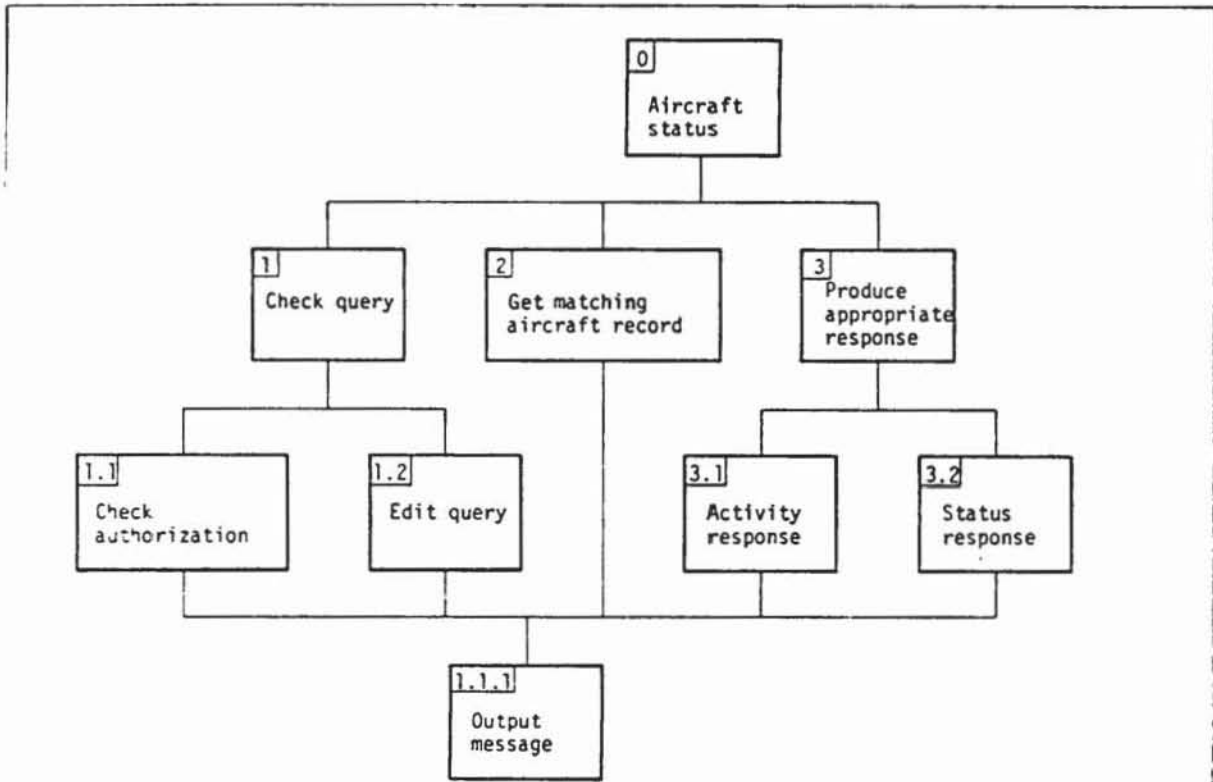 0
Aircraft
status
1
Check query
2
Get matching
aircraft record
3
Produce
appropriate
response
1.1
Check
authorization
1.2
Edit query
3.1
Activity
response
3.2
Status
response
1.1.1
Output
message